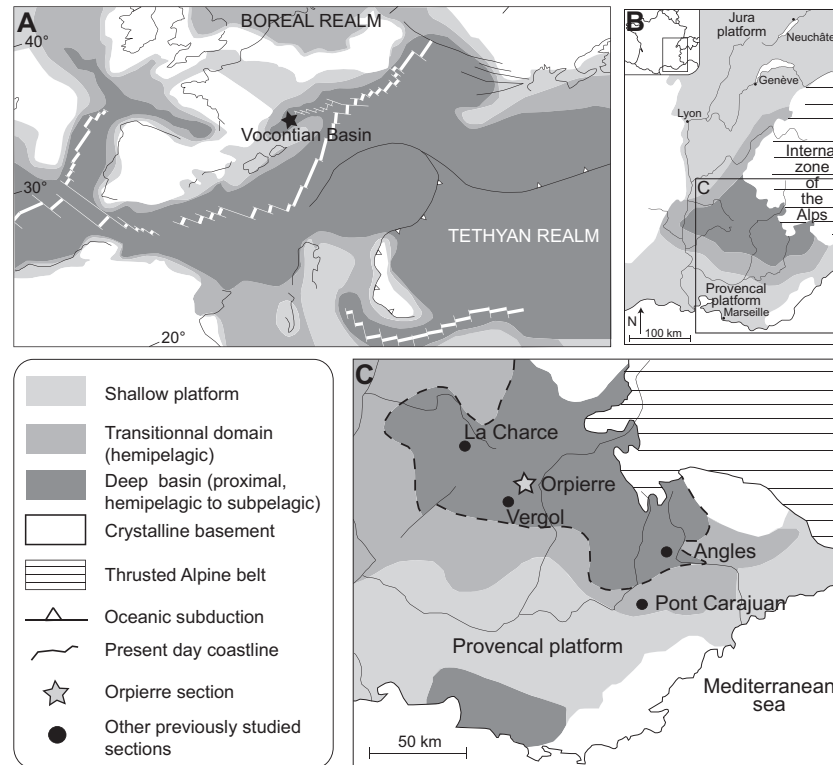 A
BOREAL REALM
40°
Vocontian Basin
30°
TETHYAN REALM
20°
B
Jura
platform
Neuchâte
Genève
Lyon
Interna
zone
of
the
Alps
C
Provencal
platform
Marseille
N
100 km
Shallow platform
Transitionnal domain
(hemipelagic)
Deep basin (proximal,
hemipelagic to subpelagic)
Crystalline basement
Thrusted Alpine belt
Oceanic subduction
Present day coastline
Orpierre section
Other previously studied
sections
C
La Charce
Orpierre
Vergol
Angles
Pont Carajuan
Provencal platform
Mediterranean
sea
50 km